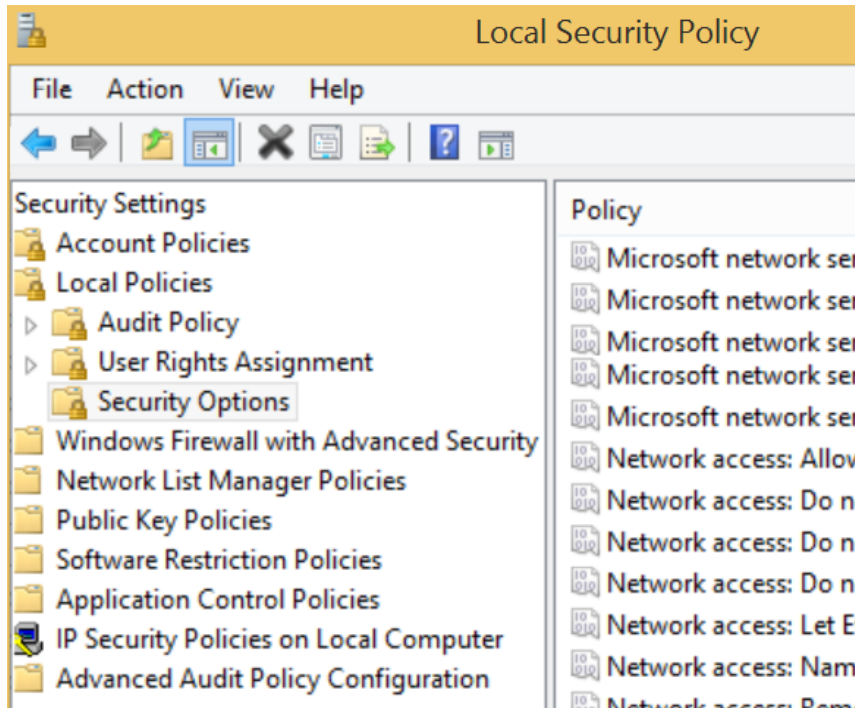 Local Security Policy
File Action View Help
Security Settings
Account Policies
Local Policies
Audit Policy
User Rights Assignment
Security Options
Windows Firewall with Advanced Security
Network List Manager Policies
Public Key Policies
Software Restriction Policies
Application Control Policies
IP Security Policies on Local Computer
Advanced Audit Policy Configuration
Policy
Microsoft network ser
Microsoft network ser
Microsoft network ser
Microsoft network ser
Microsoft network ser
Network access: Allow
Network access: Do n
Network access: Do n
Network access: Do n
Network access: Let E
Network access: Nam
Network access: Rem